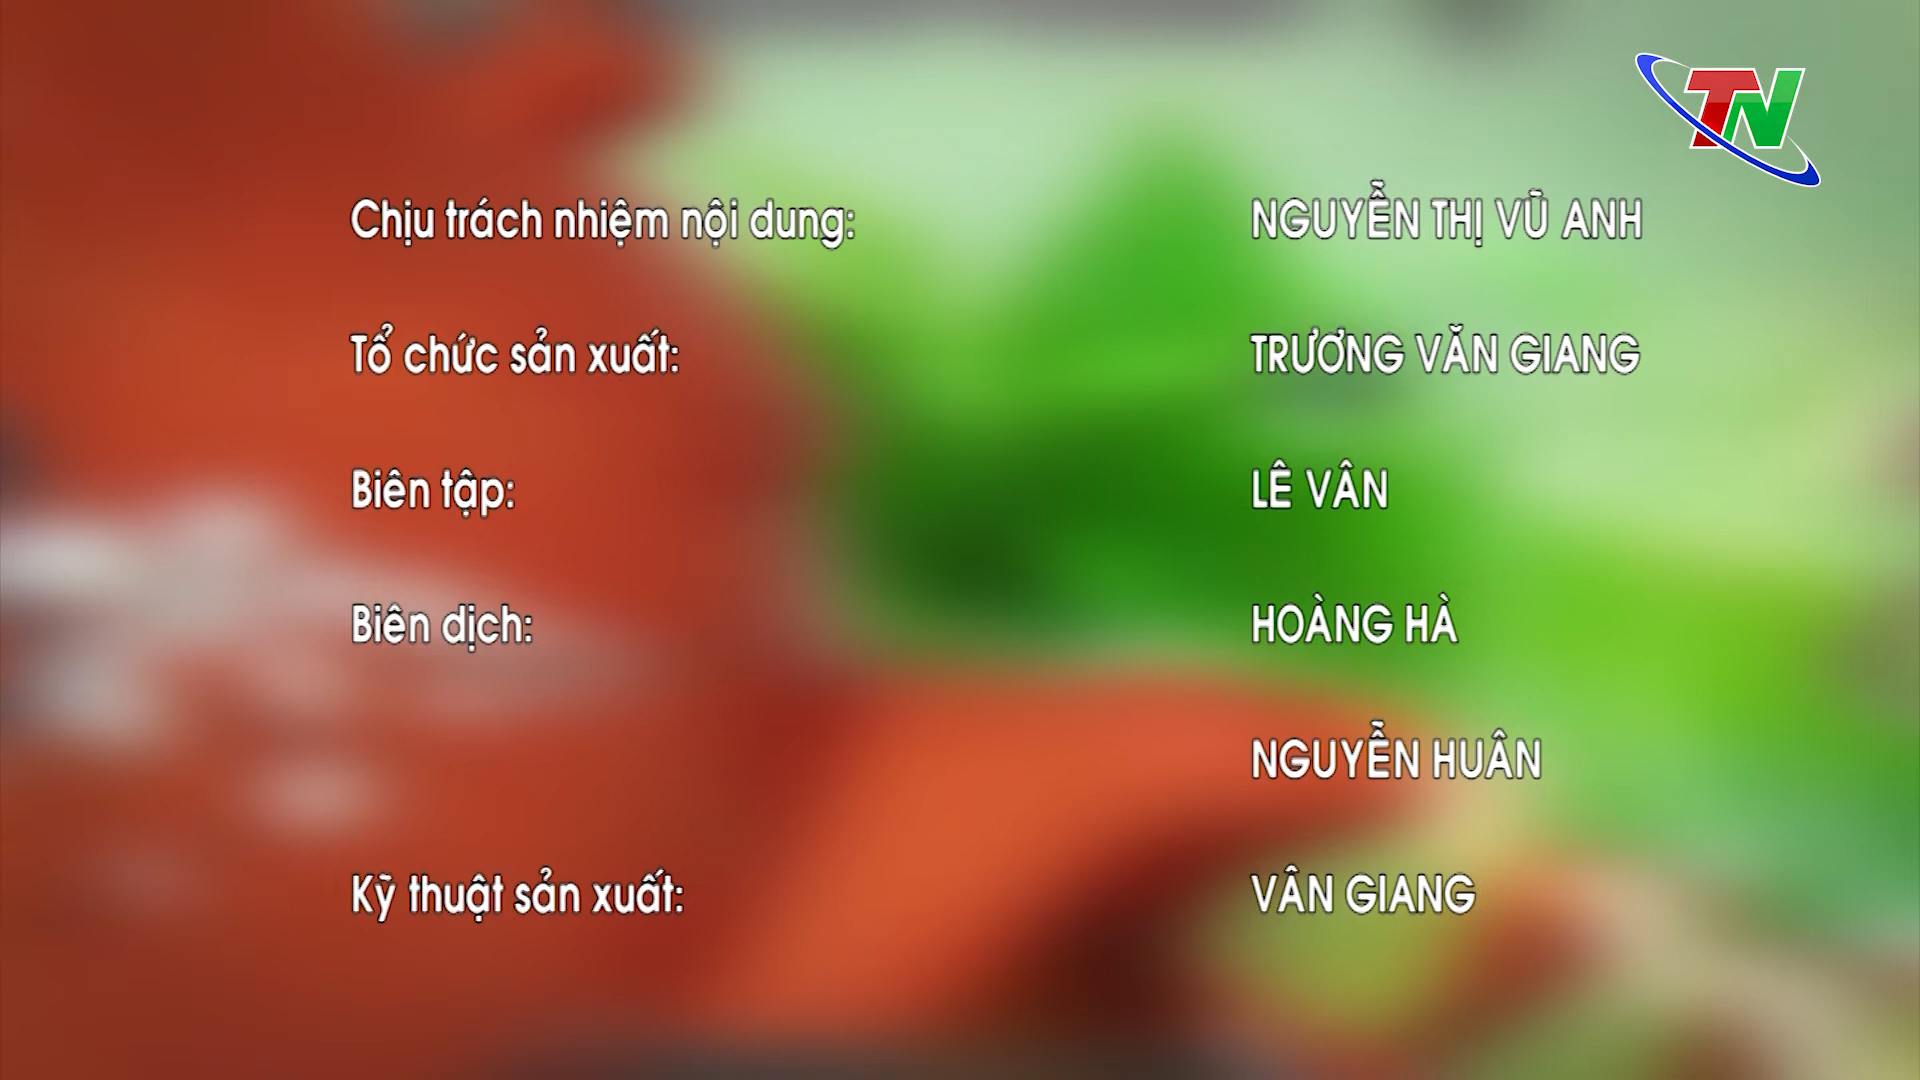 TN
Chịu trách nhiệm nội dung: NGUYỄN THỊ VŨ ANH
Tổ chức sản xuất: TRƯƠNG VĂN GIANG
Biên tập: LÊ VÂN
Biên dịch: HOÀNG HÀ
NGUYỄN HUÂN
Kỹ thuật sản xuất: VÂN GIANG